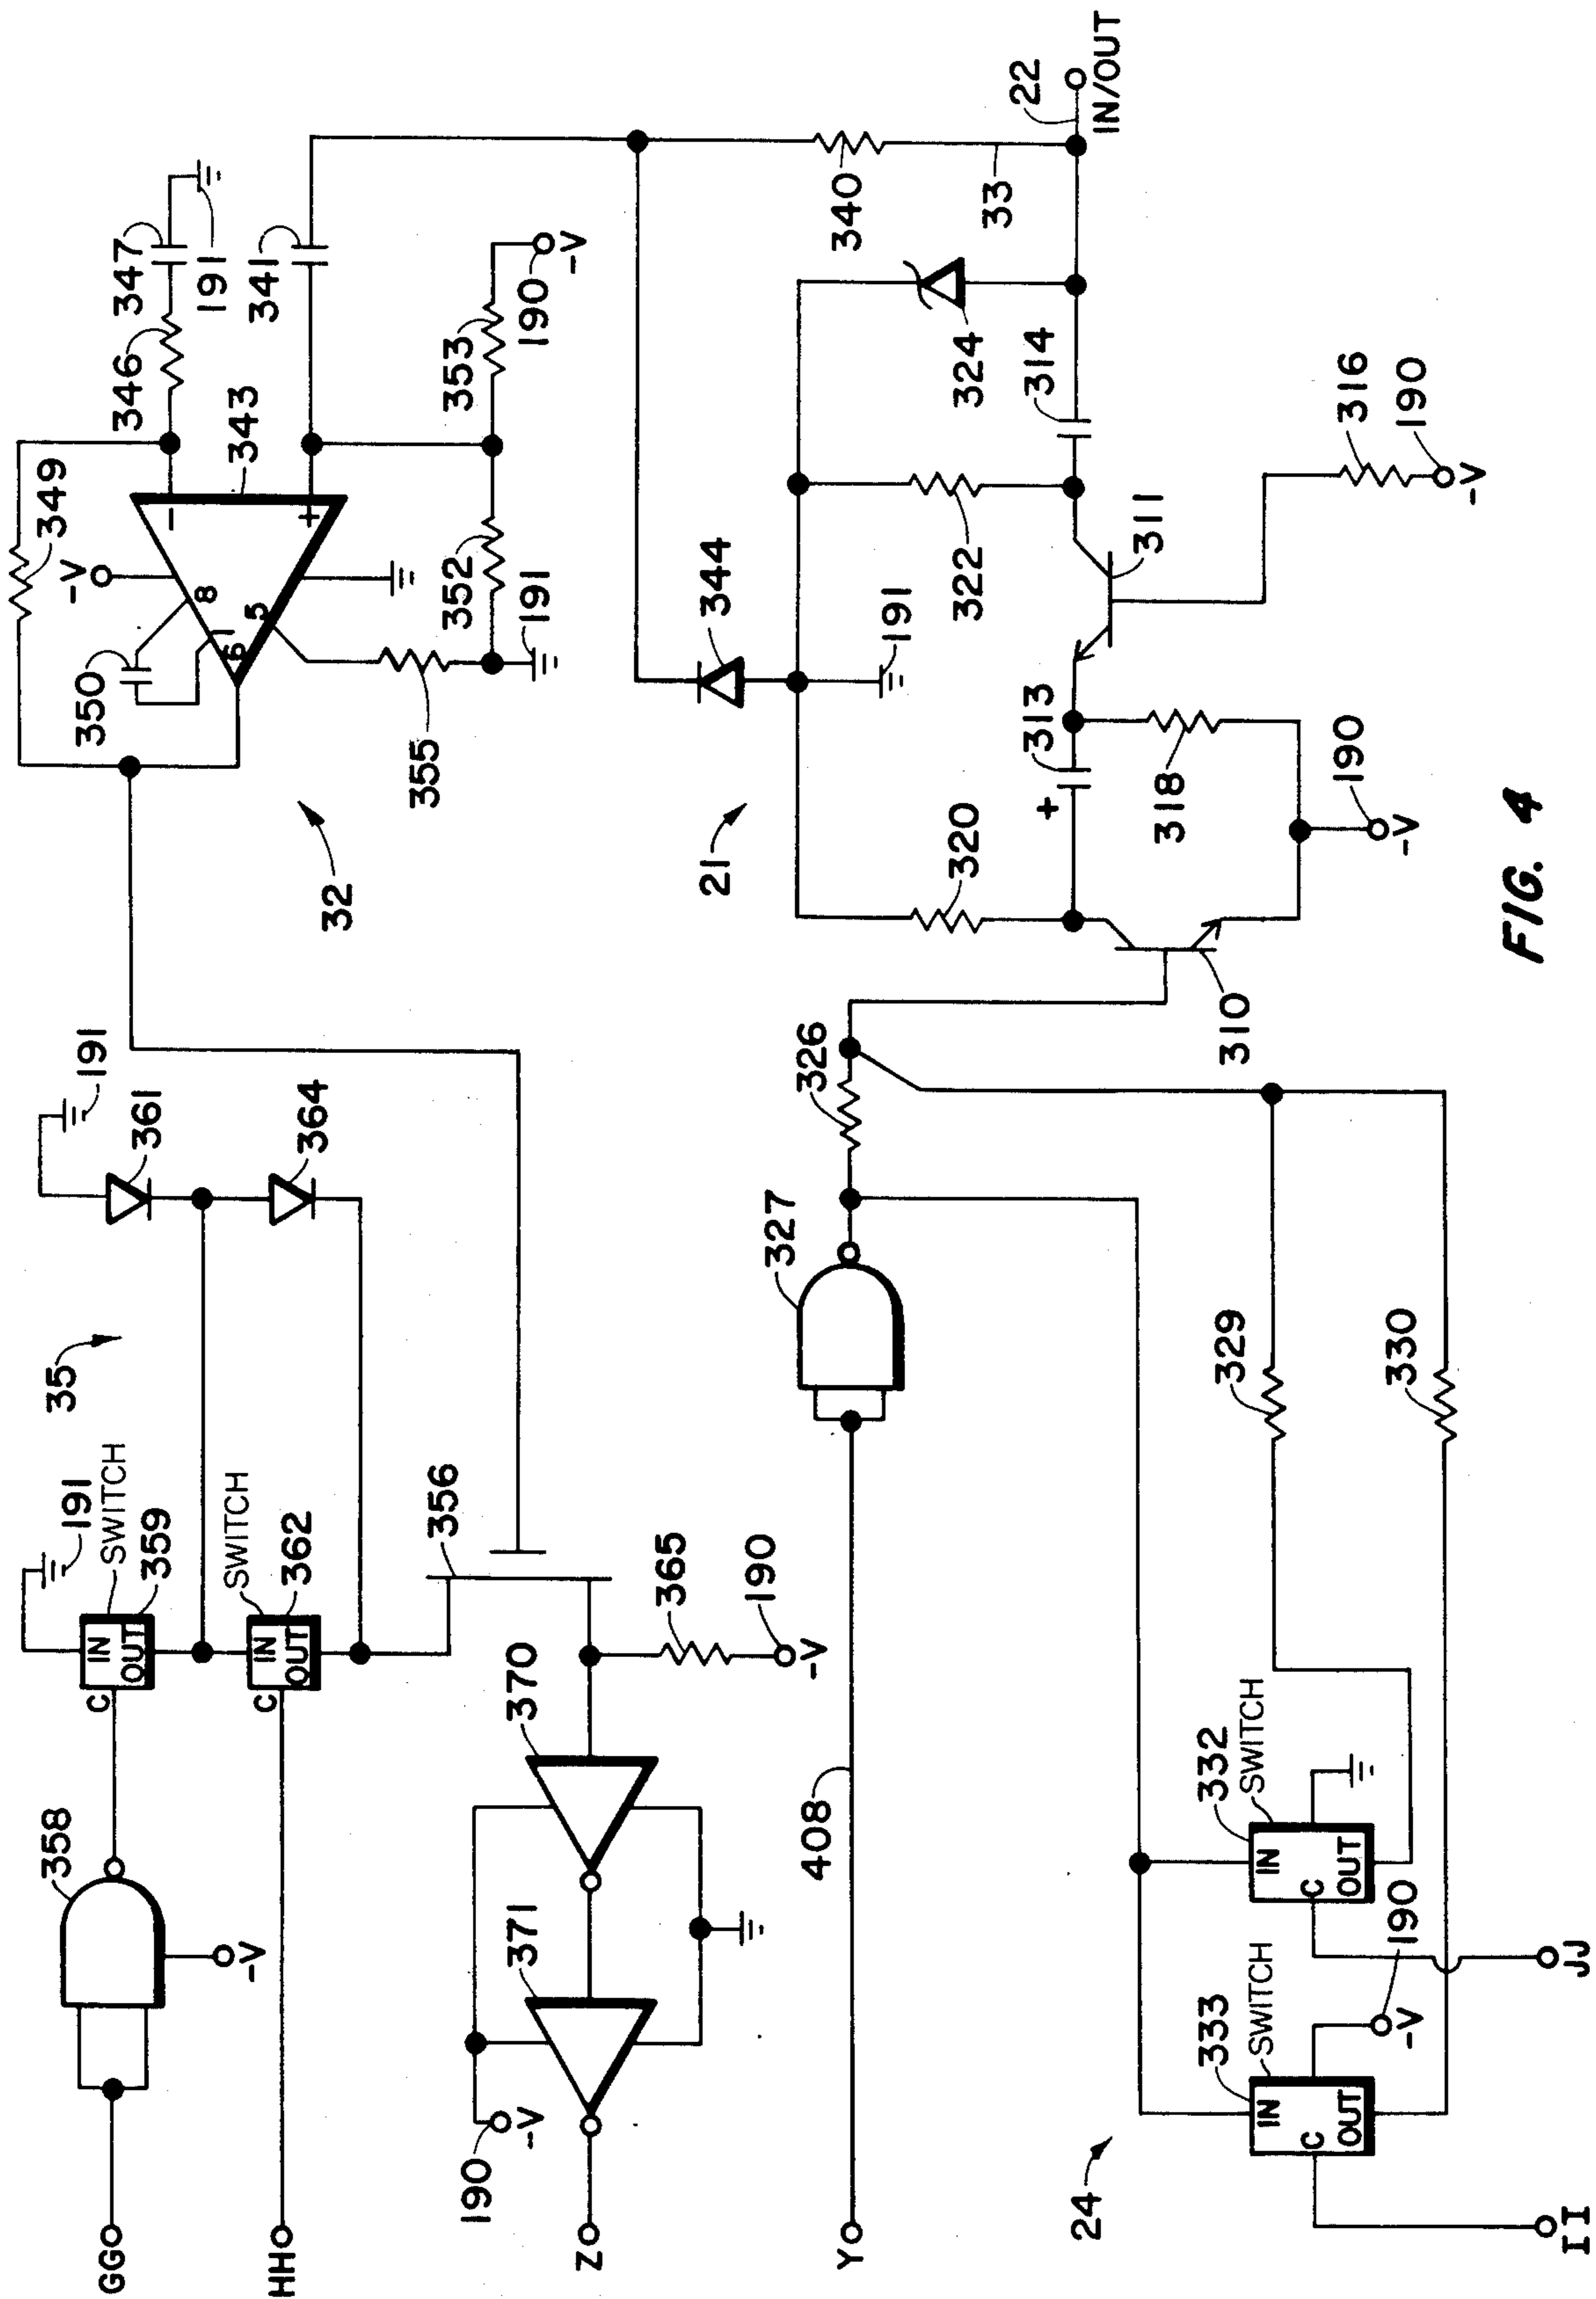 GG
358
-V
C
IN
OUT
191
SWITCH
359
35
191
361
HH
C
IN
OUT
SWITCH
362
364
190
-V
Z
371
370
356
365
190
-V
350
349
-V
8
1
6
5
-
+
343
346
347
191
341
32
355
352
191
353
190
-V
Y
408
327
326
21
344
191
320
322
324
340
33
22
IN/OUT
313
+
314
310
318
311
190
-V
316
190
-V
24
333
SWITCH
IN
C
OUT
190
-V
332
SWITCH
IN
C
OUT
329
330
II
JJ
FIG. 4